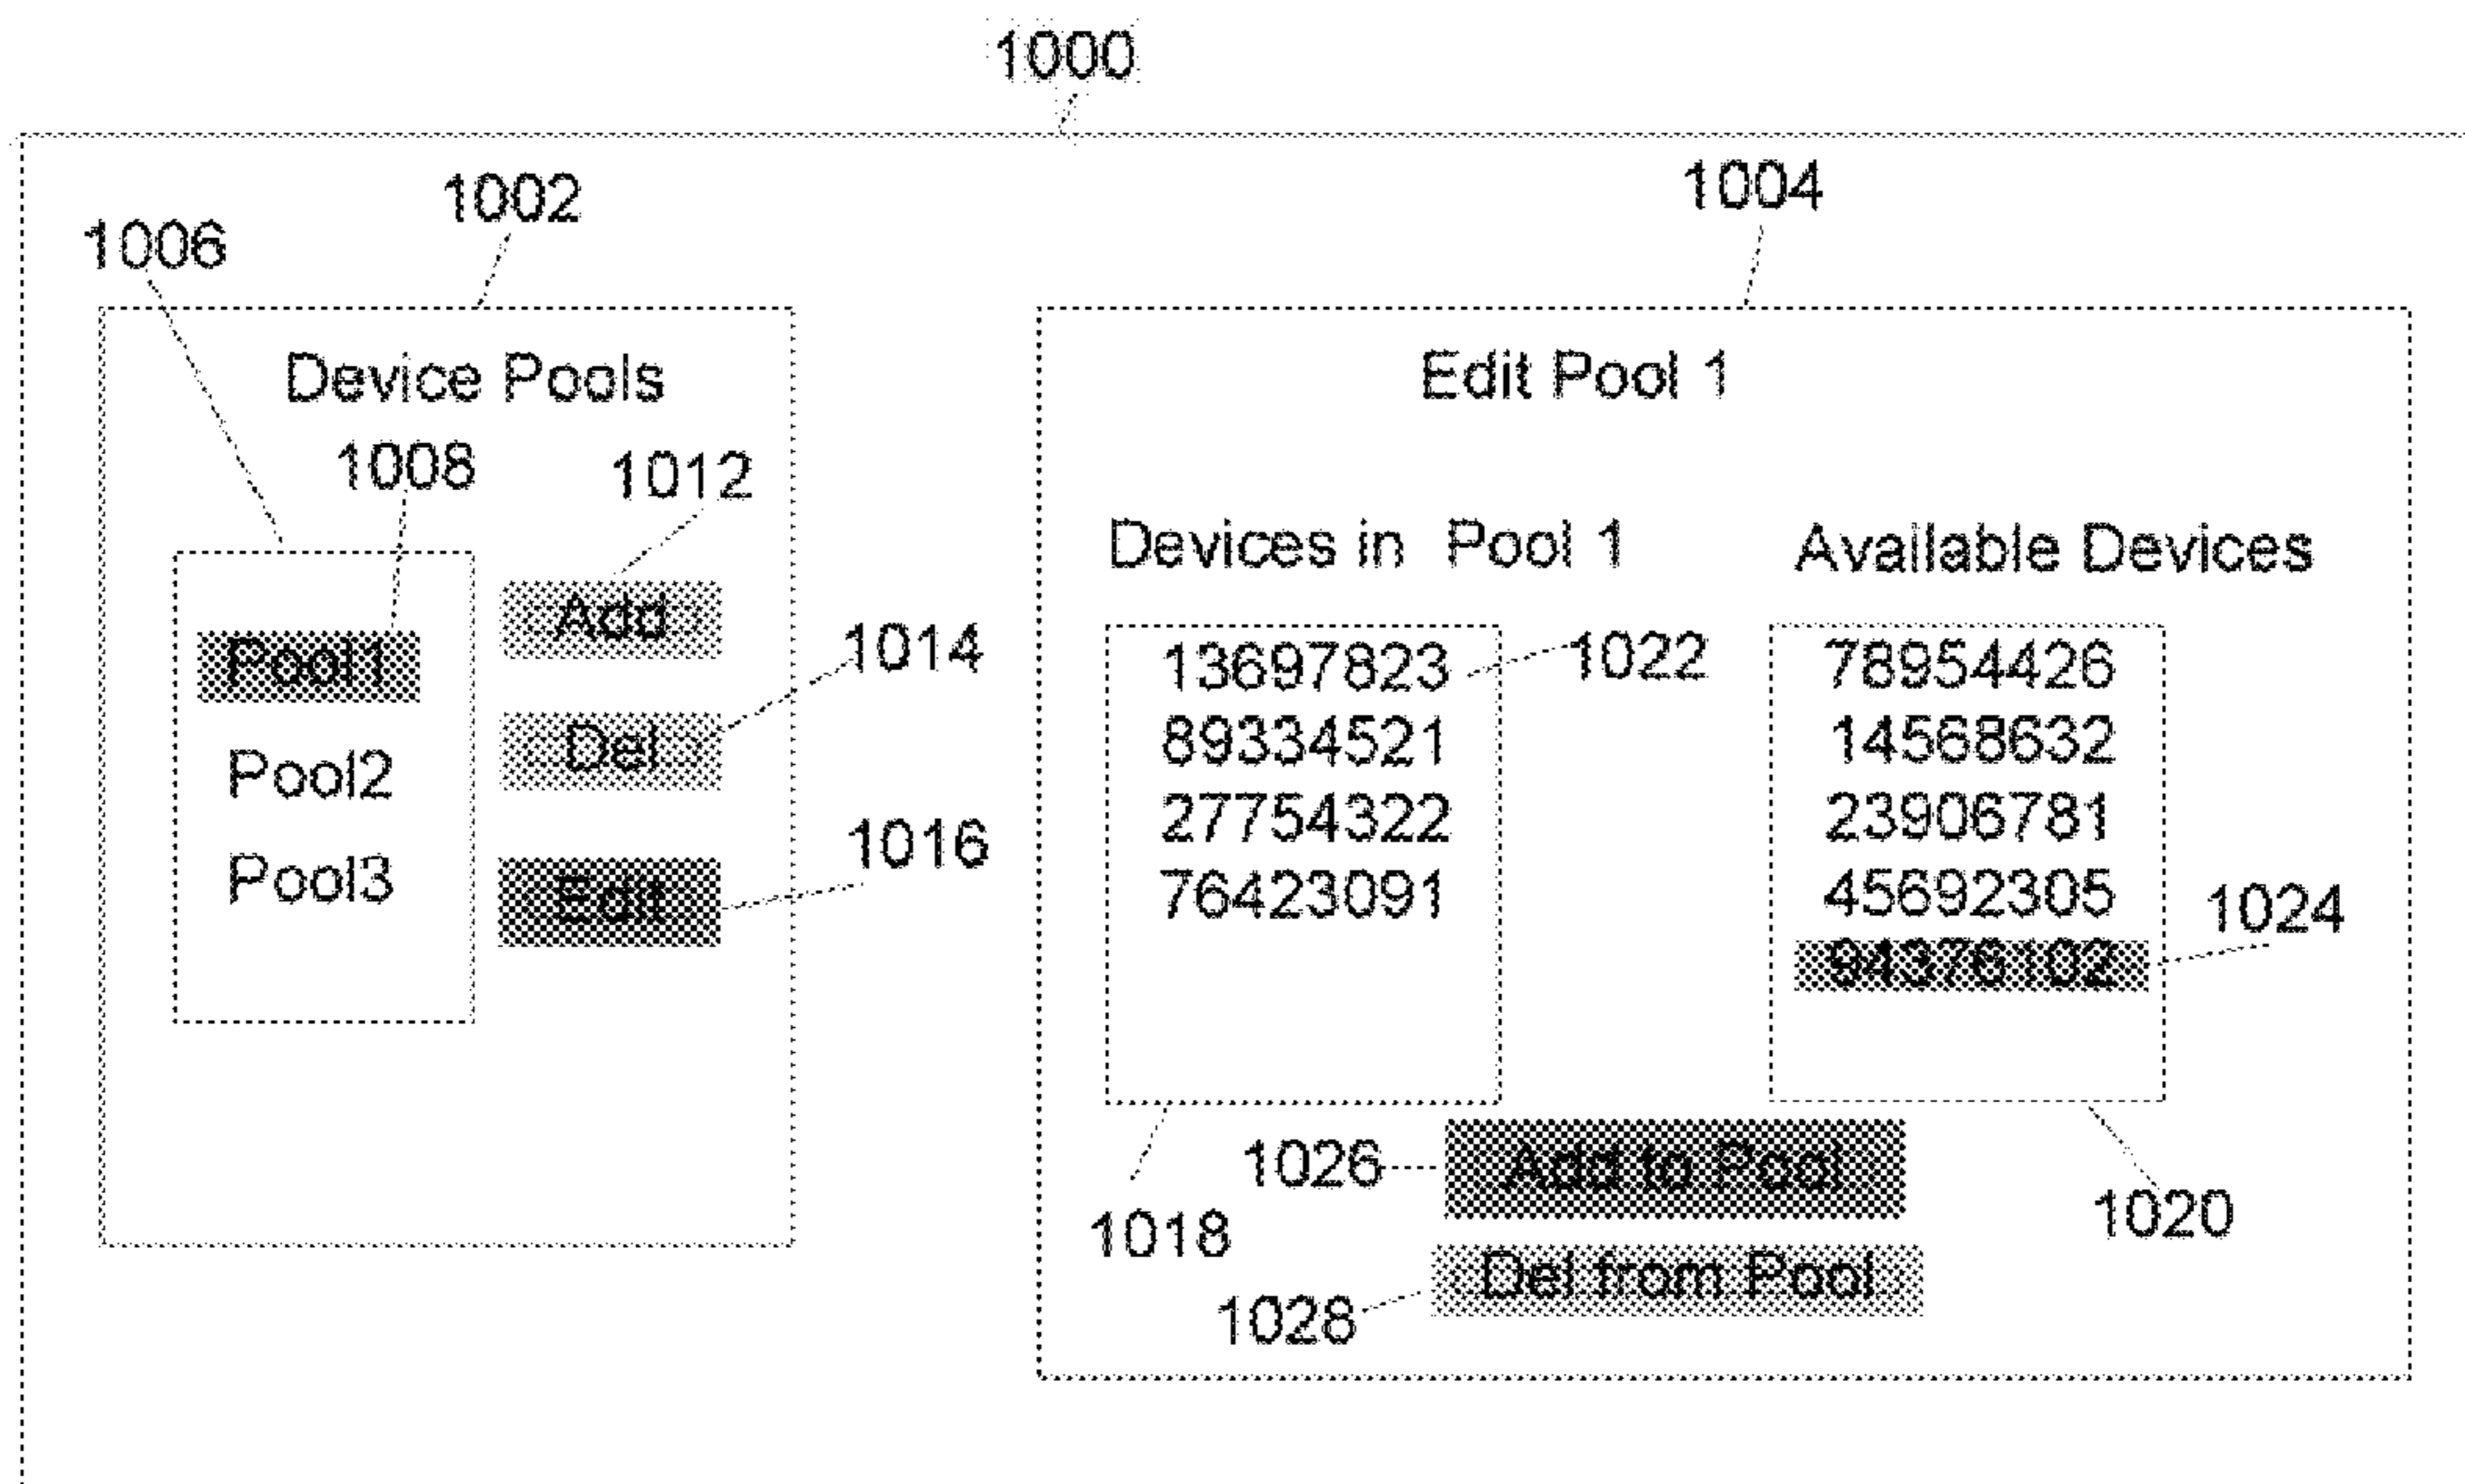 1000
1002
1004
1006
Device Pools
1008
1012
Pool1
Pool2
Pool3
Add
Del
Edit
1014
1016
Edit Pool 1
Devices in Pool 1
Available Devices
13697823
89334521
27754322
76423091
1022
78954426
14568632
23906781
45692305
94376102
1024
1026
Add to Pool
1018
1020
Del from Pool
1028